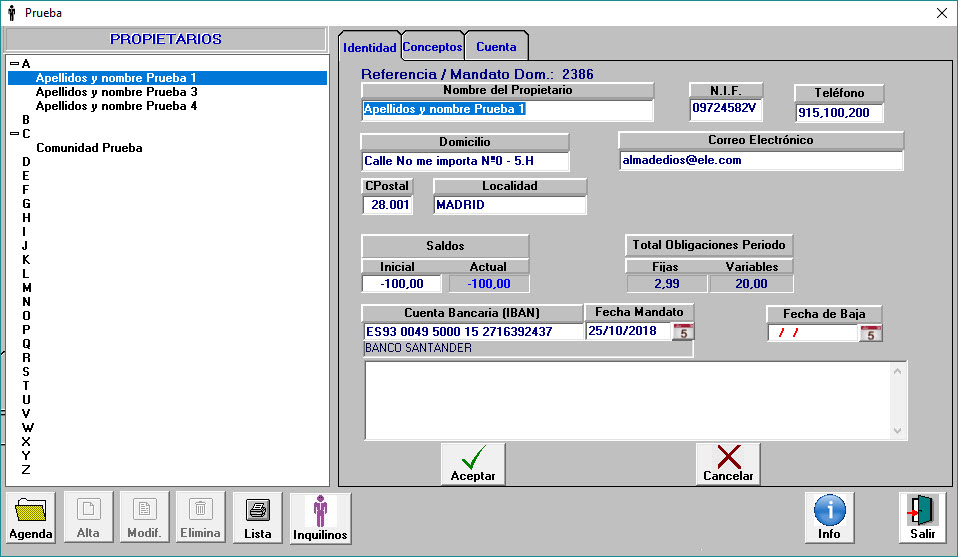 Prueba
PROPIETARIOS
A
Apellidos y nombre Prueba 1
Apellidos y nombre Prueba 3
Apellidos y nombre Prueba 4
B
C
Comunidad Prueba
D
E
F
G
H
I
J
K
L
M
N
O
P
Q
R
S
T
U
V
W
X
Y
Z
Identidad Conceptos Cuenta
Referencia / Mandato Dom.: 2386
Nombre del Propietario
Apellidos y nombre Prueba 1
N.I.F.
09724582V
Teléfono
915,100,200
Domicilio
Calle No me importa Nº0 - 5.H
Correo Electrónico
almadedios@ele.com
CPostal
28.001
Localidad
MADRID
Saldos
Inicial Actual
-100,00 -100,00
Total Obligaciones Periodo
Fijas Variables
2,99 20,00
Cuenta Bancaria (IBAN)
ES93 0049 5000 15 2716392437
BANCO SANTANDER
Fecha Mandato
25/10/2018
5
Fecha de Baja
/ /
5
Aceptar
Cancelar
Agenda
Alta
Modif.
Elimina
Lista
Inquilinos
i
Info
Salir